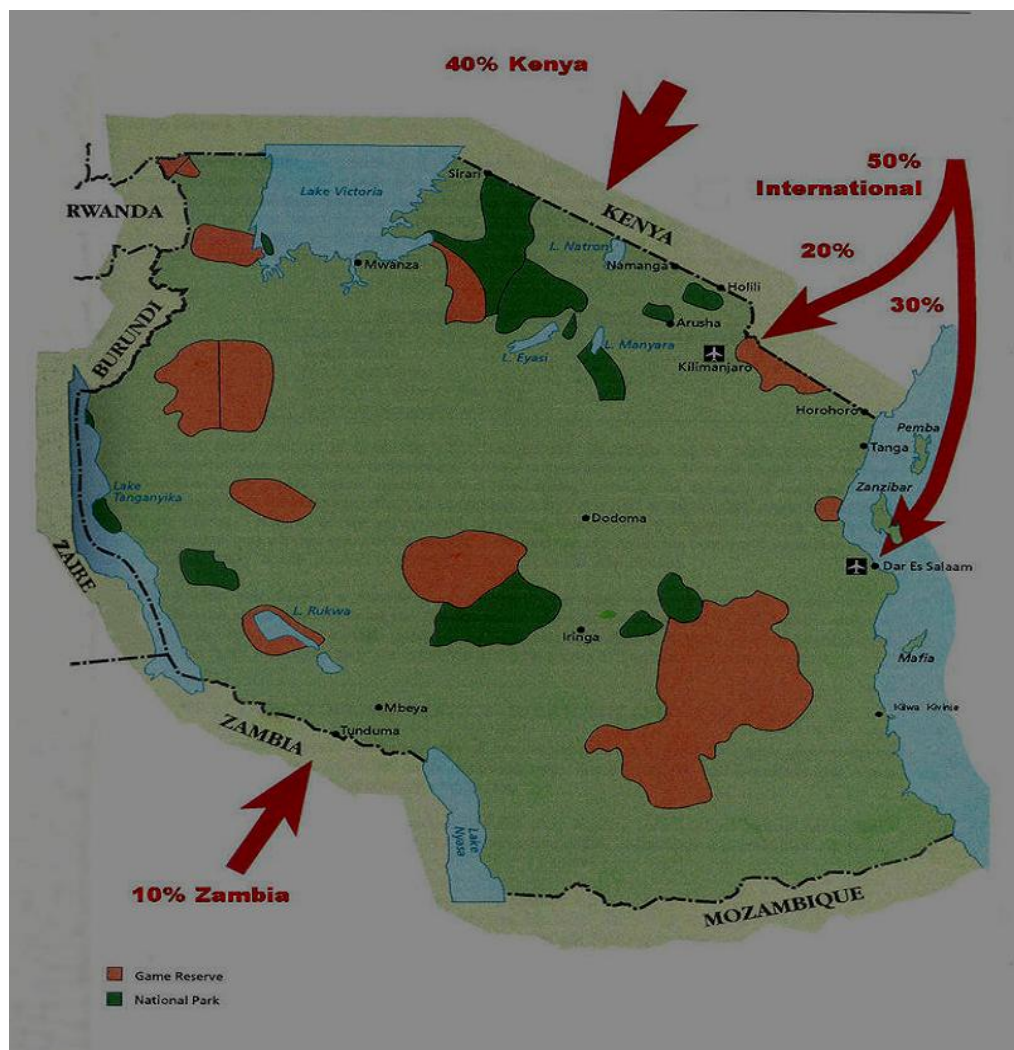 40% Kenya
50%
International
20%
30%
Sirari
Lake Victoria
RWANDA
KENYA
L. Natron
Namanga
Mwanza
Holili
BURUNDI
Arusha
L. Manyara
L. Eyasi
Kilimanjaro
Horohoro
Pemba
Tanga
Lake
Tanganyika
Zanzibar
Dodoma
ZAIRE
Dar Es Salaam
L. Rukwa
Iringa
Mafia
Mbeya
Kilwa Kivinse
ZAMBIA
Tunduma
Lake
Nyasa
10% Zambia
MOZAMBIQUE
Game Reserve
National Park